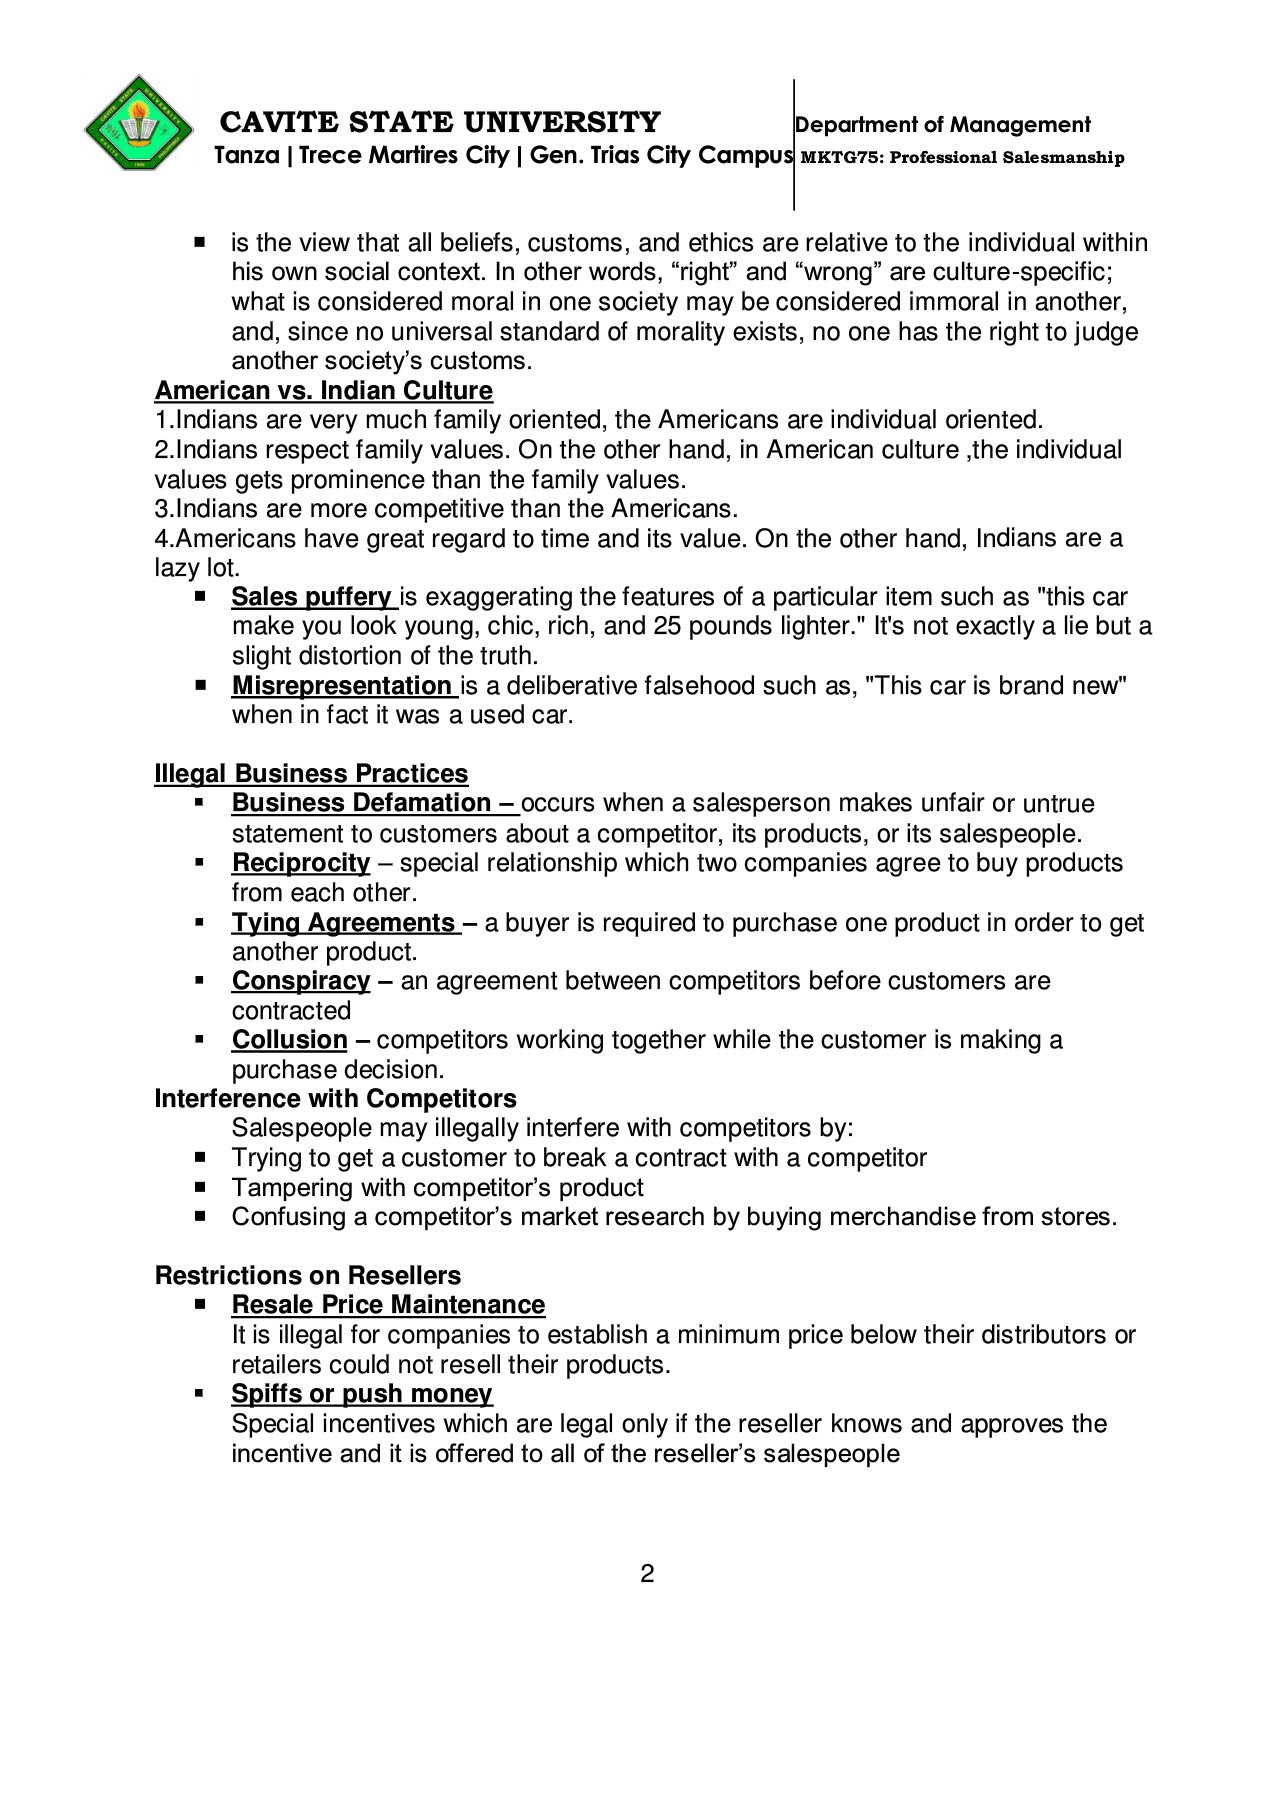 CAVITE STATE UNIVERSITY
Department of Management
Tanza | Trece Martires City | Gen. Trias City Campus
MKTG75: Professional Salesmanship
▪ is the view that all beliefs, customs, and ethics are relative to the individual within
his own social context. In other words, “right” and “wrong” are culture-specific;
what is considered moral in one society may be considered immoral in another,
and, since no universal standard of morality exists, no one has the right to judge
another society’s customs.
American vs. Indian Culture
1.Indians are very much family oriented, the Americans are individual oriented.
2.Indians respect family values. On the other hand, in American culture ,the individual
values gets prominence than the family values.
3.Indians are more competitive than the Americans.
4.Americans have great regard to time and its value. On the other hand, Indians are a
lazy lot.
▪ Sales puffery is exaggerating the features of a particular item such as "this car
make you look young, chic, rich, and 25 pounds lighter." It's not exactly a lie but a
slight distortion of the truth.
▪ Misrepresentation is a deliberative falsehood such as, "This car is brand new"
when in fact it was a used car.
Illegal Business Practices
▪ Business Defamation – occurs when a salesperson makes unfair or untrue
statement to customers about a competitor, its products, or its salespeople.
▪ Reciprocity – special relationship which two companies agree to buy products
from each other.
▪ Tying Agreements – a buyer is required to purchase one product in order to get
another product.
▪ Conspiracy – an agreement between competitors before customers are
contracted
▪ Collusion – competitors working together while the customer is making a
purchase decision.
Interference with Competitors
Salespeople may illegally interfere with competitors by:
▪ Trying to get a customer to break a contract with a competitor
▪ Tampering with competitor’s product
▪ Confusing a competitor’s market research by buying merchandise from stores.
Restrictions on Resellers
▪ Resale Price Maintenance
It is illegal for companies to establish a minimum price below their distributors or
retailers could not resell their products.
▪ Spiffs or push money
Special incentives which are legal only if the reseller knows and approves the
incentive and it is offered to all of the reseller’s salespeople
2